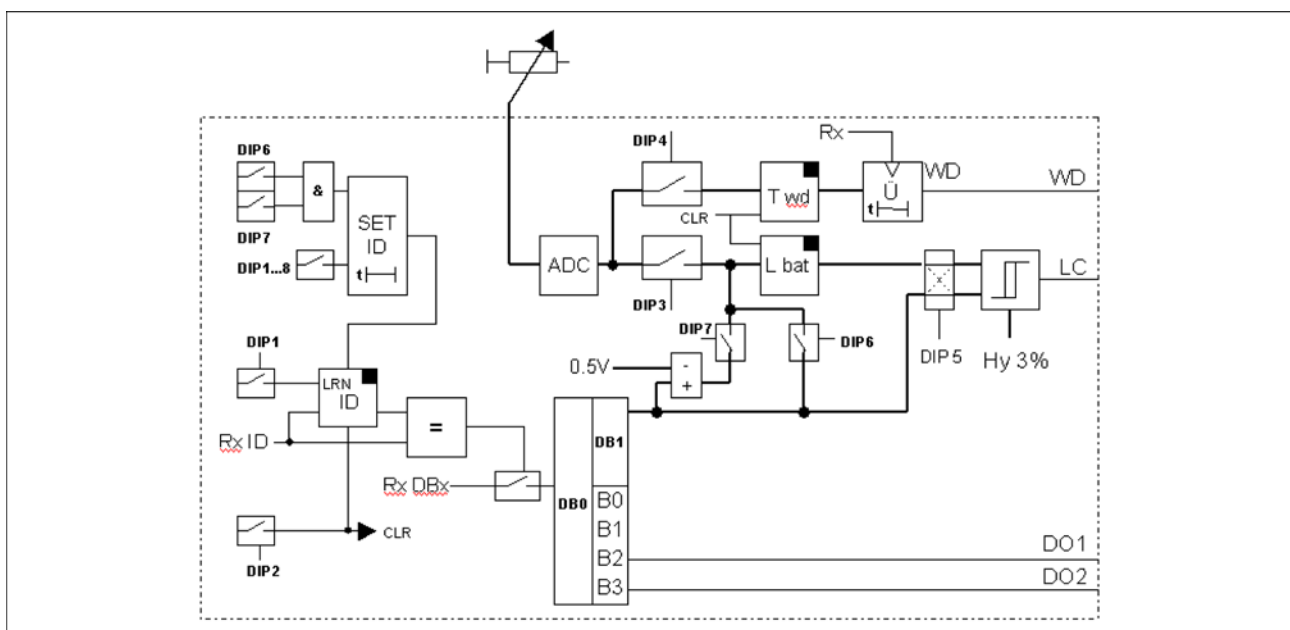 DIP4
Rx
DIP6
WD
WD
&
Ü
T wd
t
DIP7
SET
ID
CLR
DIP1...8
t
ADC
L bat
LC
x
DIP3
DIP1
DIP7
DIP6
DIP5
0.5V
-
+
Hy 3%
LRN
ID
=
DB1
Rx ID
Rx DBx
DB0
B0
B1
CLR
B2
DO1
DIP2
B3
DO2